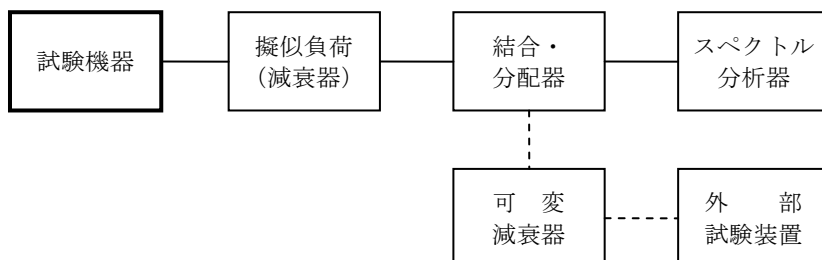 試験機器
擬似負荷
（減衰器）
結合・
分配器
スペクトル
分析器
可　変
減衰器
外　　部
試験装置